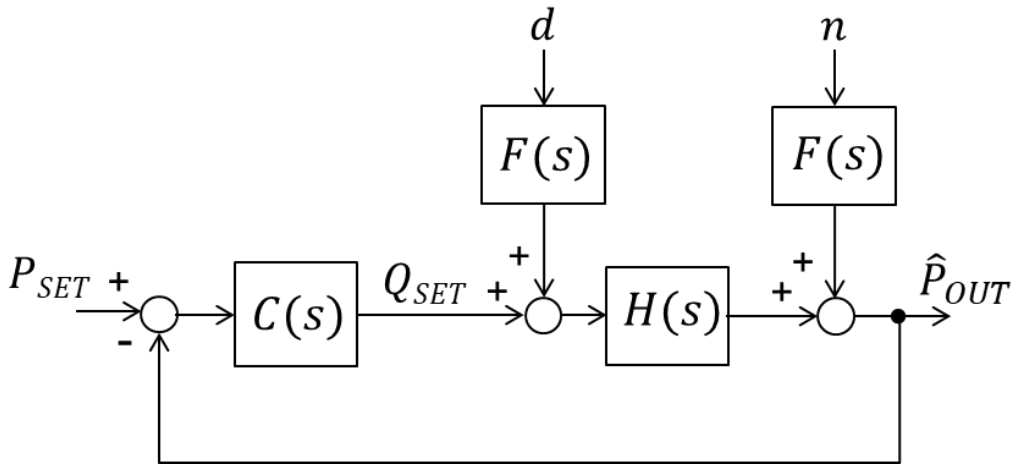 d n
F(s) F(s)
P_SET + - C(s) Q_SET + + H(s) + + P̂_OUT